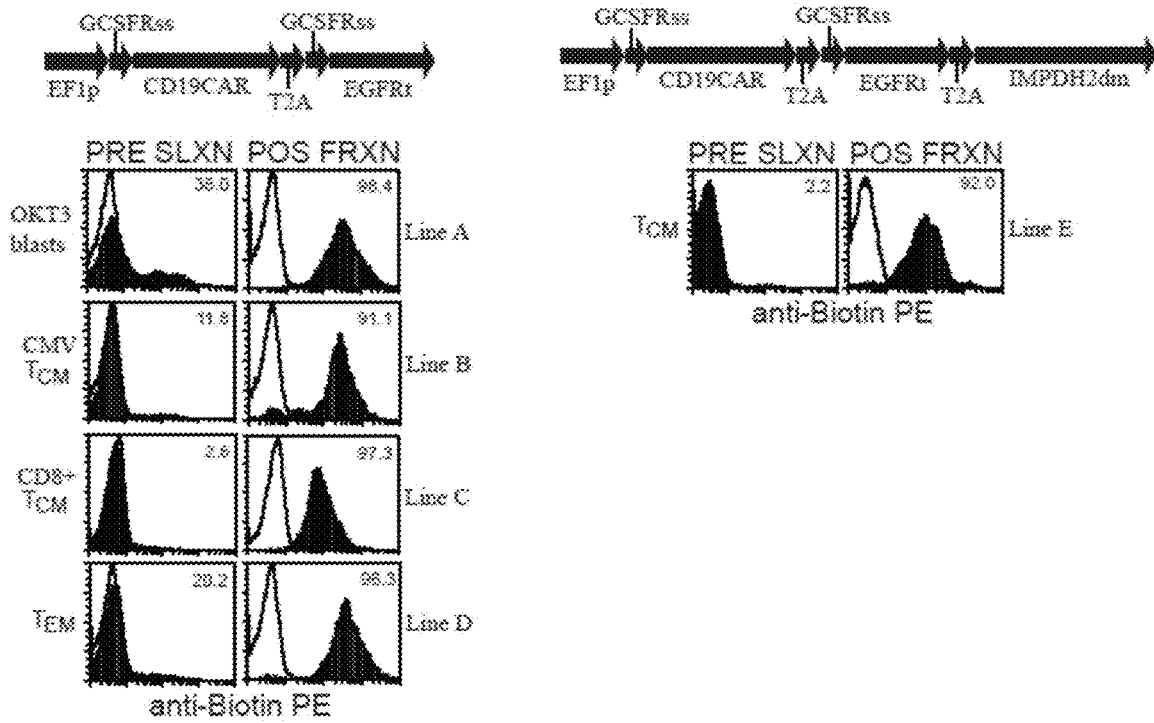 GCSFRss GCSFRss
EF1p CD19CAR T2A EGFRt
PRE SLXN POS FRXN
OKT3 blasts
Line A
CMV TCM
91.1
Line B
CD8+ TCM
2.6 97.3
Line C
TEM
Line D
anti-Biotin PE
GCSFRss GCSFRss
EF1p CD19CAR T2A EGFRt T2A IMPDH2dm
PRE SLXN POS FRXN
TCM
2.2 92.0
Line E
anti-Biotin PE